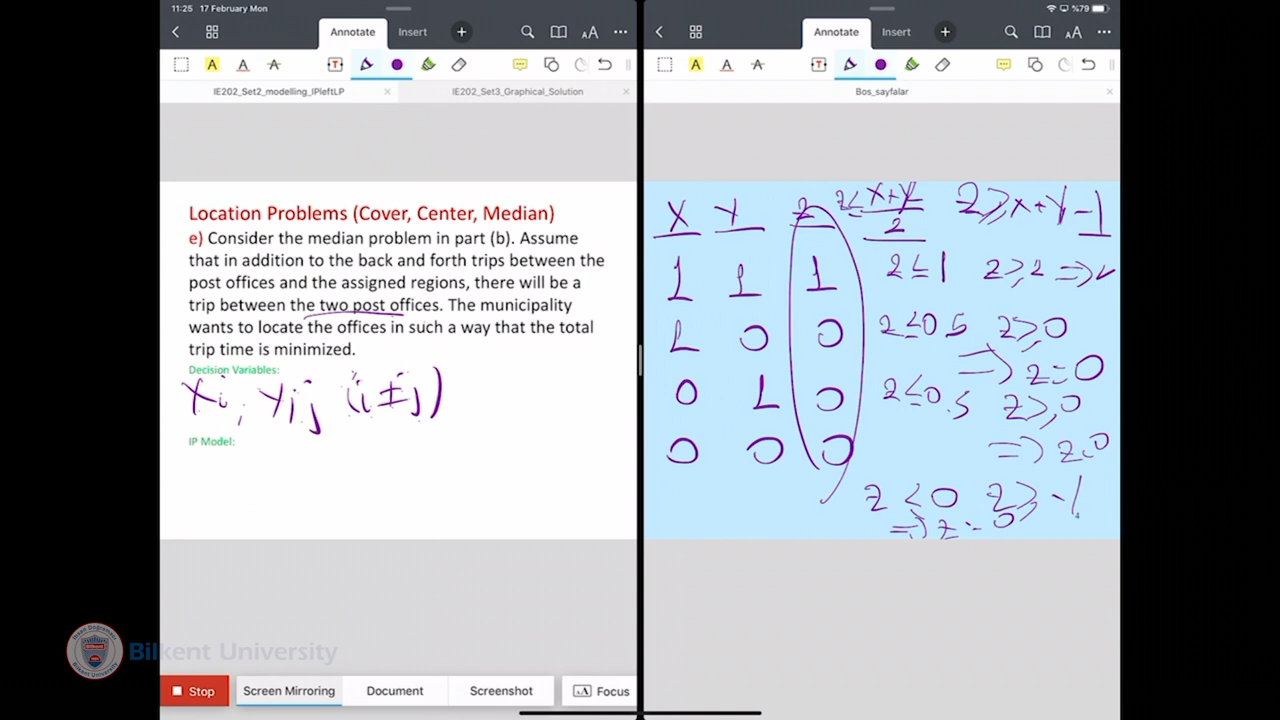 11:25 17 February Mon
%79
Annotate Insert
Annotate Insert
IE202_Set2_modelling_IPleftLP
IE202_Set3_Graphical_Solution
Bos_sayfalar
Location Problems (Cover, Center, Median)
e) Consider the median problem in part (b). Assume
that in addition to the back and forth trips between the
post offices and the assigned regions, there will be a
trip between the two post offices. The municipality
wants to locate the offices in such a way that the total
trip time is minimized.
Decision Variables:
Xi, Yij (i≠j)
IP Model:
X Y z z≤(X+Y)/2 z≥X+Y-1
1 1 1 z≤1
1 0 0 z≤0.5 z≥0
⇒ z=0
0 1 0 z≤0.5 z≥0
⇒ z=0
0 0 0
z≤0 z≥-1
⇒ z=0
4
Bilkent University
Stop Screen Mirroring Document Screenshot Focus